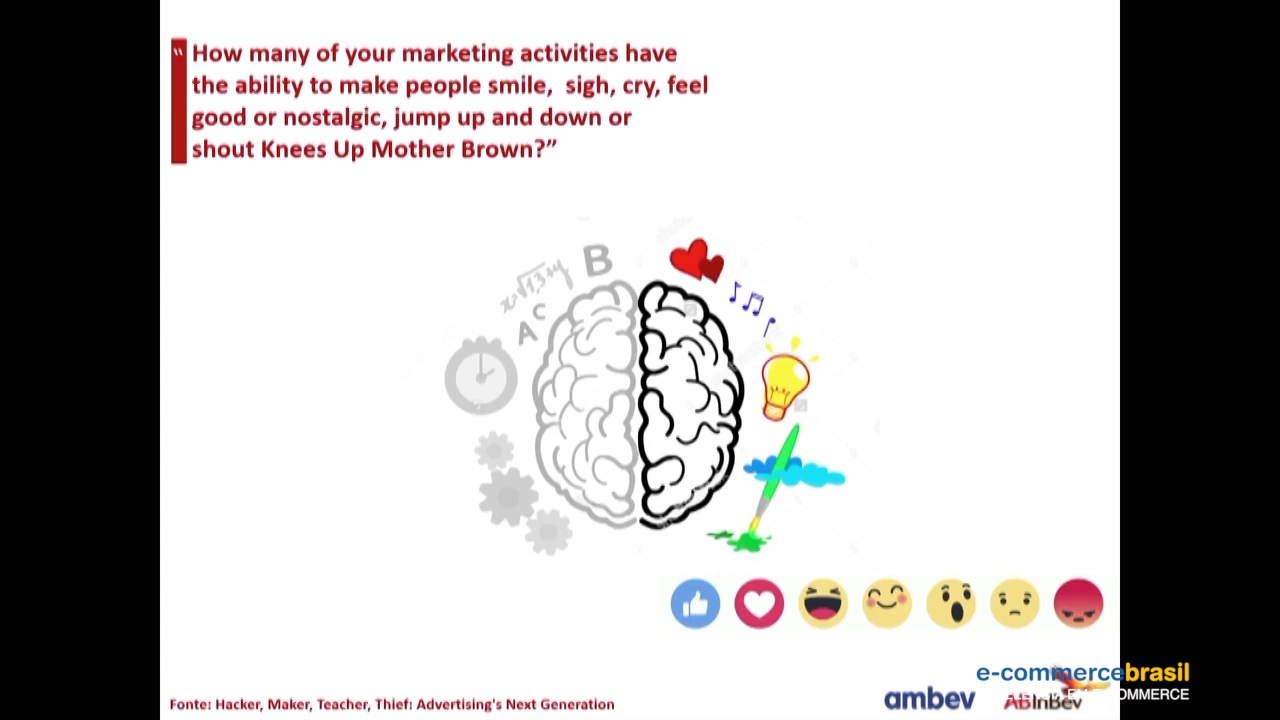 “ How many of your marketing activities have
the ability to make people smile,  sigh, cry, feel
good or nostalgic, jump up and down or
shout Knees Up Mother Brown?”
B
C
A
e-commercebrasil
Fonte: Hacker, Maker, Teacher, Thief: Advertising's Next Generation
ambev
ABInBev